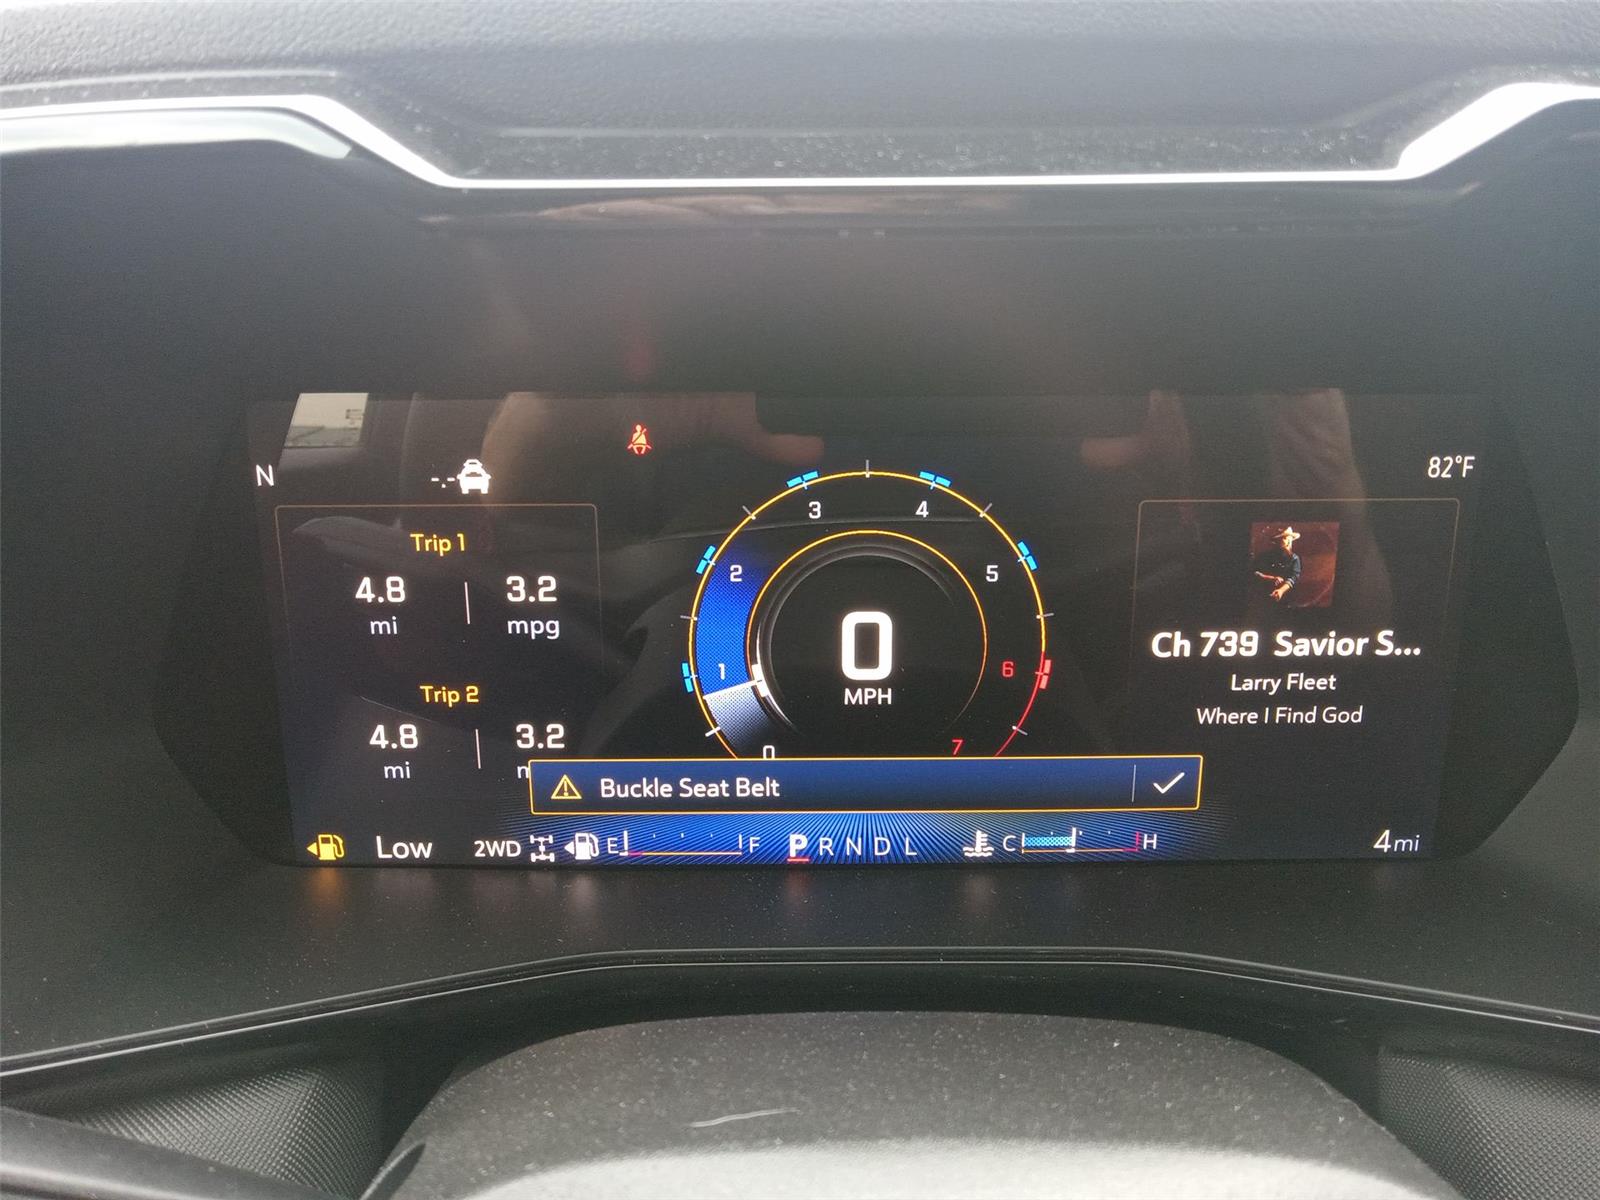 N
82°F
Trip 1
4.8 3.2
mi mpg
Trip 2
4.8 3.2
mi m
0 1 2 3 4 5 6 7
0
MPH
Ch 739 Savior S...
Larry Fleet
Where I Find God
Buckle Seat Belt
Low 2WD E F P R N D L C H 4 mi